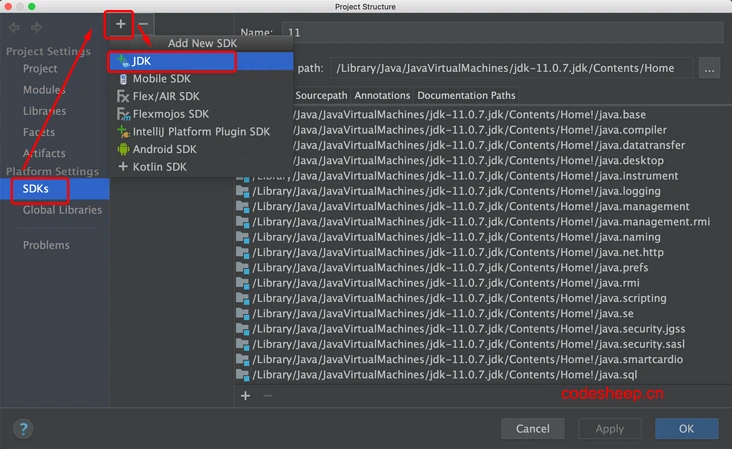 Project Structure
Project Settings
Project
Modules
Libraries
Facets
Artifacts
Platform Settings
SDKs
Global Libraries
Problems
Add New SDK
JDK
Mobile SDK
Flex/AIR SDK
Flexmojos SDK
IntelliJ Platform Plugin SDK
Android SDK
Kotlin SDK
Name: 11
path: /Library/Java/JavaVirtualMachines/jdk-11.0.7.jdk/Contents/Home ...
Sourcepath Annotations Documentation Paths
/Library/Java/JavaVirtualMachines/jdk-11.0.7.jdk/Contents/Home!/java.base
/Library/Java/JavaVirtualMachines/jdk-11.0.7.jdk/Contents/Home!/java.compiler
/Library/Java/JavaVirtualMachines/jdk-11.0.7.jdk/Contents/Home!/java.datatransfer
/Library/Java/JavaVirtualMachines/jdk-11.0.7.jdk/Contents/Home!/java.desktop
/Library/Java/JavaVirtualMachines/jdk-11.0.7.jdk/Contents/Home!/java.instrument
/Library/Java/JavaVirtualMachines/jdk-11.0.7.jdk/Contents/Home!/java.logging
/Library/Java/JavaVirtualMachines/jdk-11.0.7.jdk/Contents/Home!/java.management
/Library/Java/JavaVirtualMachines/jdk-11.0.7.jdk/Contents/Home!/java.management.rmi
/Library/Java/JavaVirtualMachines/jdk-11.0.7.jdk/Contents/Home!/java.naming
/Library/Java/JavaVirtualMachines/jdk-11.0.7.jdk/Contents/Home!/java.net.http
/Library/Java/JavaVirtualMachines/jdk-11.0.7.jdk/Contents/Home!/java.prefs
/Library/Java/JavaVirtualMachines/jdk-11.0.7.jdk/Contents/Home!/java.rmi
/Library/Java/JavaVirtualMachines/jdk-11.0.7.jdk/Contents/Home!/java.scripting
/Library/Java/JavaVirtualMachines/jdk-11.0.7.jdk/Contents/Home!/java.se
/Library/Java/JavaVirtualMachines/jdk-11.0.7.jdk/Contents/Home!/java.security.jgss
/Library/Java/JavaVirtualMachines/jdk-11.0.7.jdk/Contents/Home!/java.security.sasl
/Library/Java/JavaVirtualMachines/jdk-11.0.7.jdk/Contents/Home!/java.smartcardio
/Library/Java/JavaVirtualMachines/jdk-11.0.7.jdk/Contents/Home!/java.sql
codesheep.cn
? Cancel Apply OK